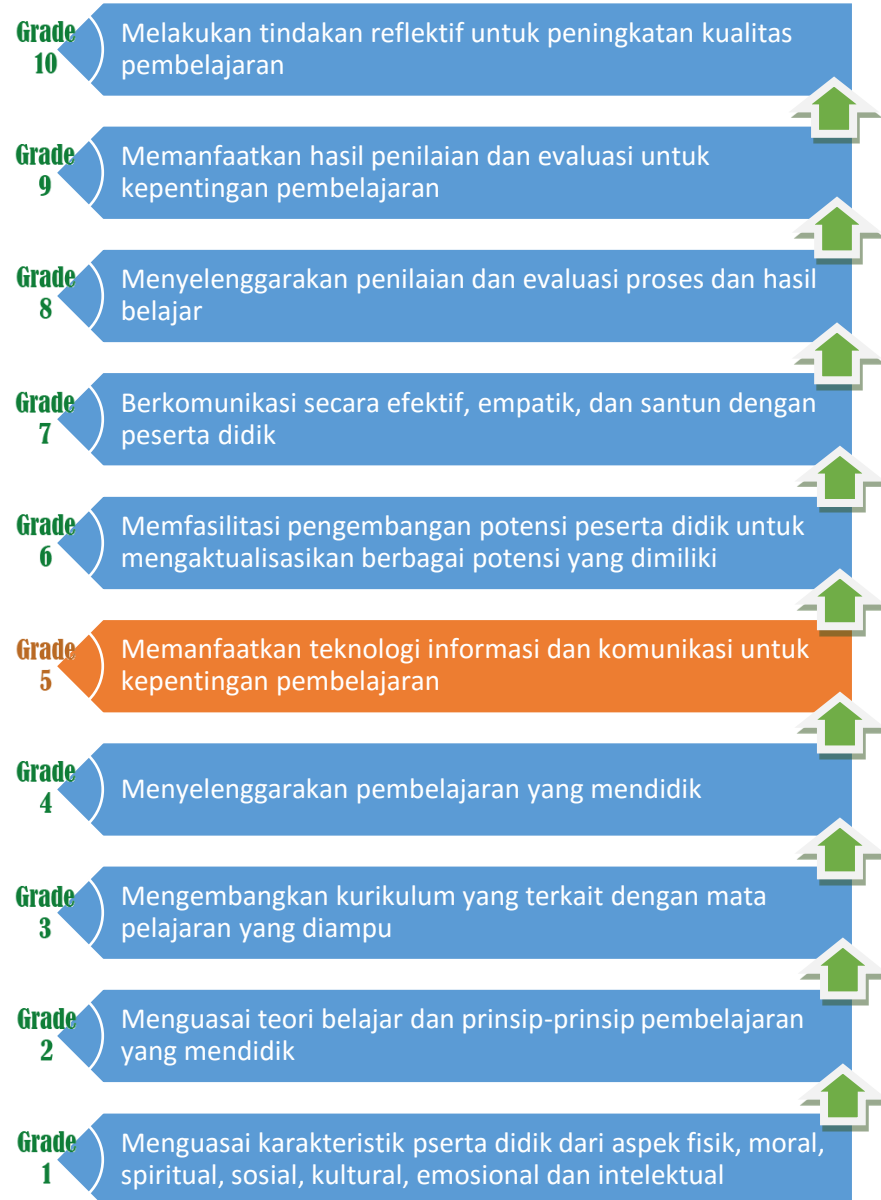 Grade
10
Melakukan tindakan reflektif untuk peningkatan kualitas
pembelajaran
Grade
9
Memanfaatkan hasil penilaian dan evaluasi untuk
kepentingan pembelajaran
Grade
8
Menyelenggarakan penilaian dan evaluasi proses dan hasil
belajar
Grade
7
Berkomunikasi secara efektif, empatik, dan santun dengan
peserta didik
Grade
6
Memfasilitasi pengembangan potensi peserta didik untuk
mengaktualisasikan berbagai potensi yang dimiliki
Grade
5
Memanfaatkan teknologi informasi dan komunikasi untuk
kepentingan pembelajaran
Grade
4
Menyelenggarakan pembelajaran yang mendidik
Grade
3
Mengembangkan kurikulum yang terkait dengan mata
pelajaran yang diampu
Grade
2
Menguasai teori belajar dan prinsip-prinsip pembelajaran
yang mendidik
Grade
1
Menguasai karakteristik pserta didik dari aspek fisik, moral,
spiritual, sosial, kultural, emosional dan intelektual